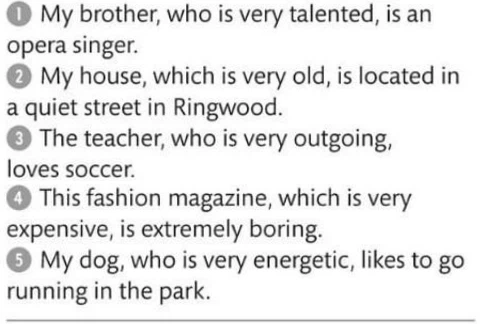 1 My brother, who is very talented, is an
opera singer.
2 My house, which is very old, is located in
a quiet street in Ringwood.
3 The teacher, who is very outgoing,
loves soccer.
4 This fashion magazine, which is very
expensive, is extremely boring.
5 My dog, who is very energetic, likes to go
running in the park.